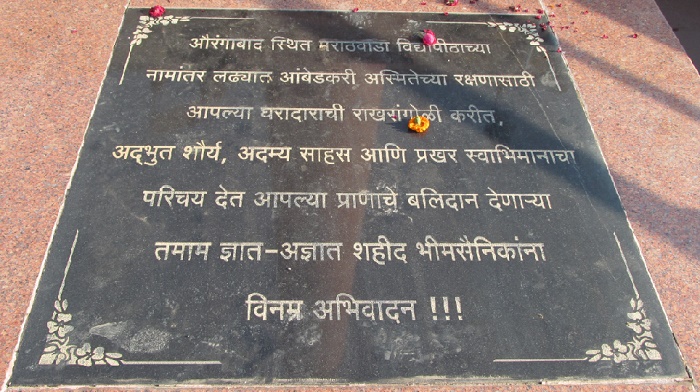 औरंगाबाद स्थित मराठवाडा विद्यापीठाच्या
नामांतर लढ्यात आंबेडकरी अस्मितेच्या रक्षणासाठी
आपल्या घरादाराची राखरांगोळी करीत,
अद्‌भुत शौर्य, अदम्य साहस आणि प्रखर स्वाभिमानाचा
परिचय देत आपल्या प्राणाचे बलिदान देणाऱ्या
तमाम ज्ञात-अज्ञात शहीद भीमसैनिकांना
विनम्र अभिवादन !!!